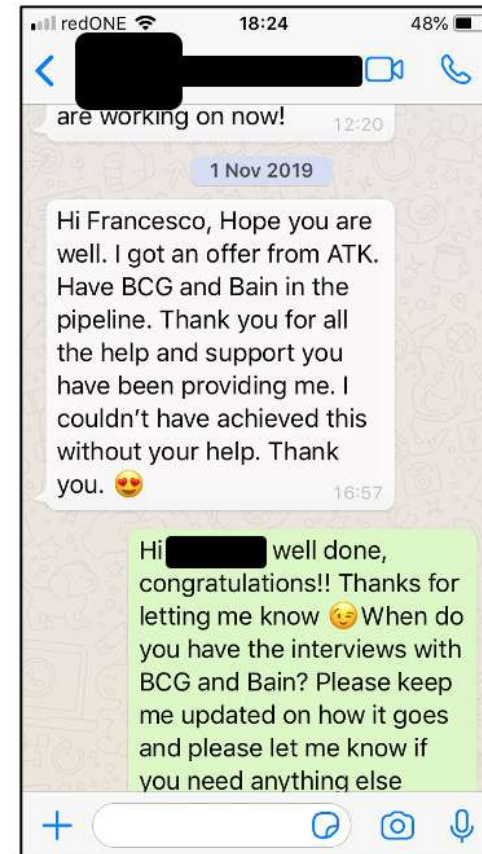 redONE 18:24 48%
are working on now! 12:20
1 Nov 2019
Hi Francesco, Hope you are
well. I got an offer from ATK.
Have BCG and Bain in the
pipeline. Thank you for all
the help and support you
have been providing me. I
couldn't have achieved this
without your help. Thank
you. 😍 16:57
Hi well done,
congratulations!! Thanks for
letting me know 😉 When do
you have the interviews with
BCG and Bain? Please keep
me updated on how it goes
and please let me know if
you need anything else